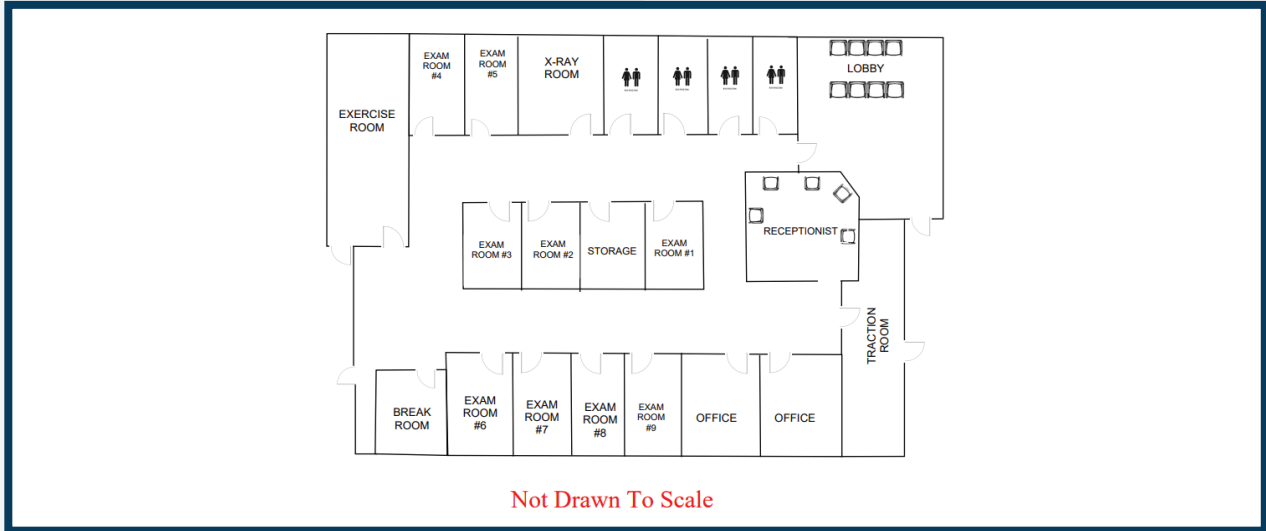 EXAM
ROOM
#4
EXAM
ROOM
#5
X-RAY
ROOM
LOBBY
EXERCISE
ROOM
EXAM
ROOM #3
EXAM
ROOM #2
STORAGE
EXAM
ROOM #1
RECEPTIONIST
TRACTION
ROOM
BREAK
ROOM
EXAM
ROOM
#6
EXAM
ROOM
#7
EXAM
ROOM
#8
EXAM
ROOM
#9
OFFICE
OFFICE
Not Drawn To Scale